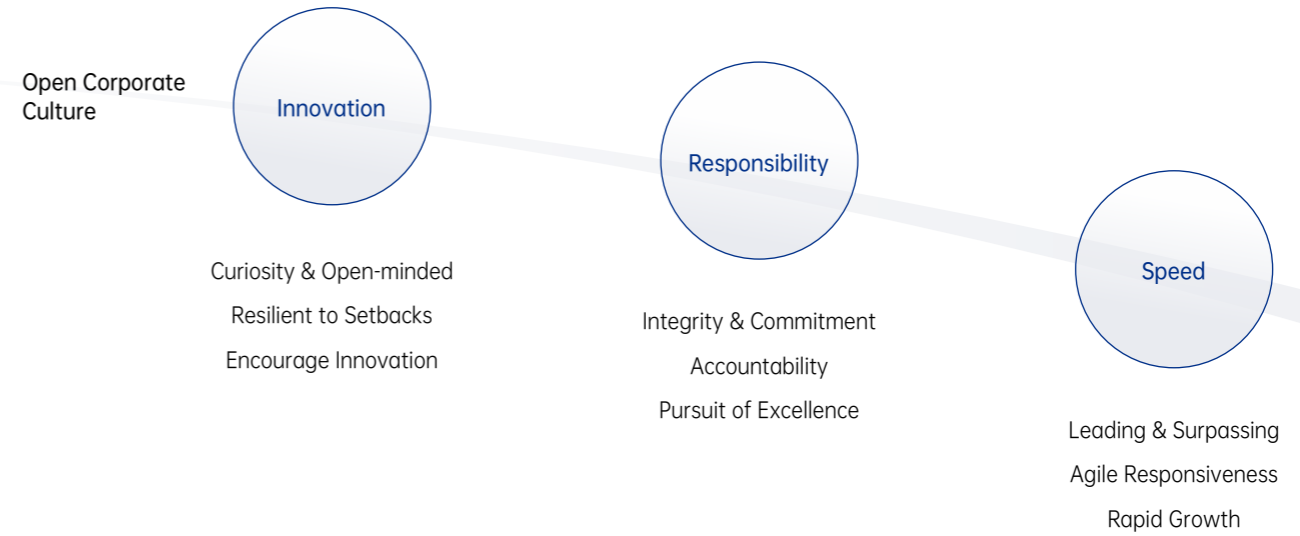 Open Corporate
Culture
Innovation
Curiosity & Open-minded
Resilient to Setbacks
Encourage Innovation
Responsibility
Integrity & Commitment
Accountability
Pursuit of Excellence
Speed
Leading & Surpassing
Agile Responsiveness
Rapid Growth